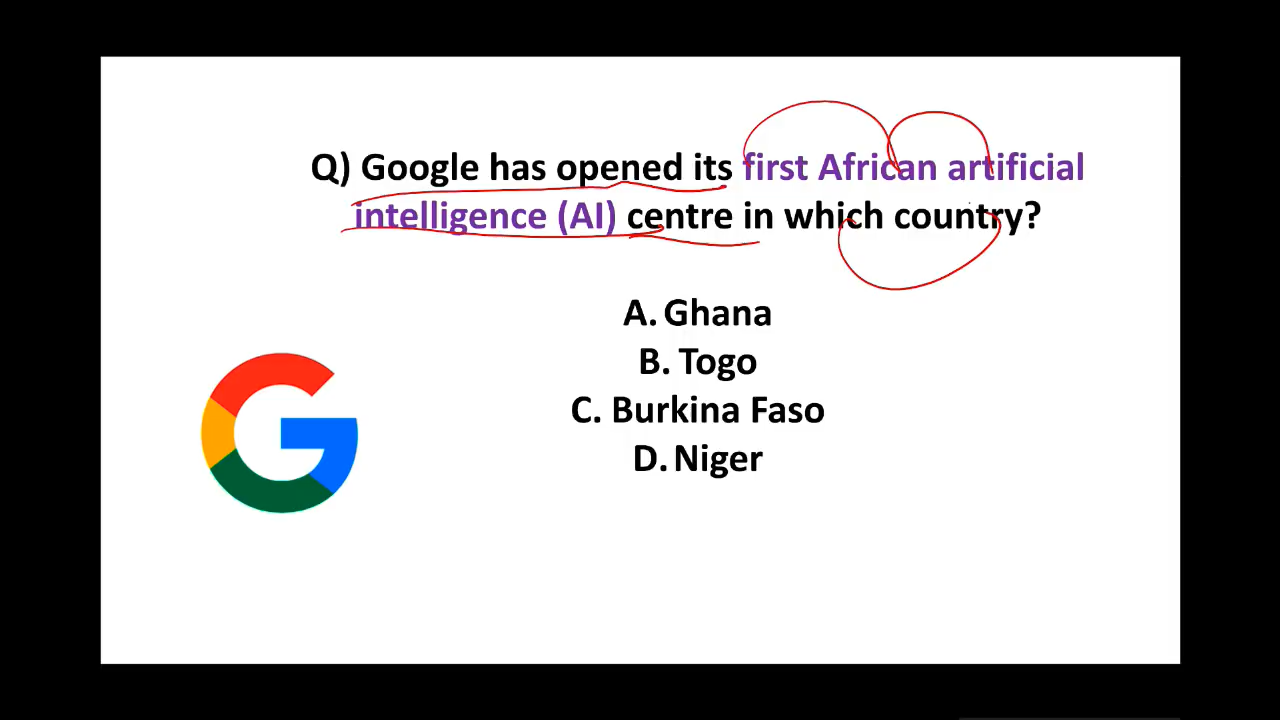 Q) Google has opened its first African artificial
intelligence (AI) centre in which country?
A. Ghana
B. Togo
C. Burkina Faso
D. Niger